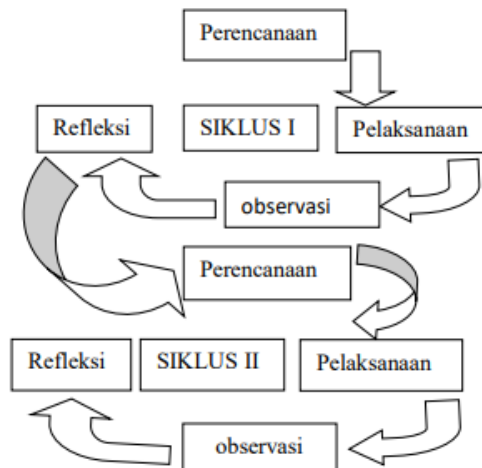 Perencanaan
Refleksi
SIKLUS I
Pelaksanaan
observasi
Perencanaan
Refleksi
SIKLUS II
Pelaksanaan
observasi